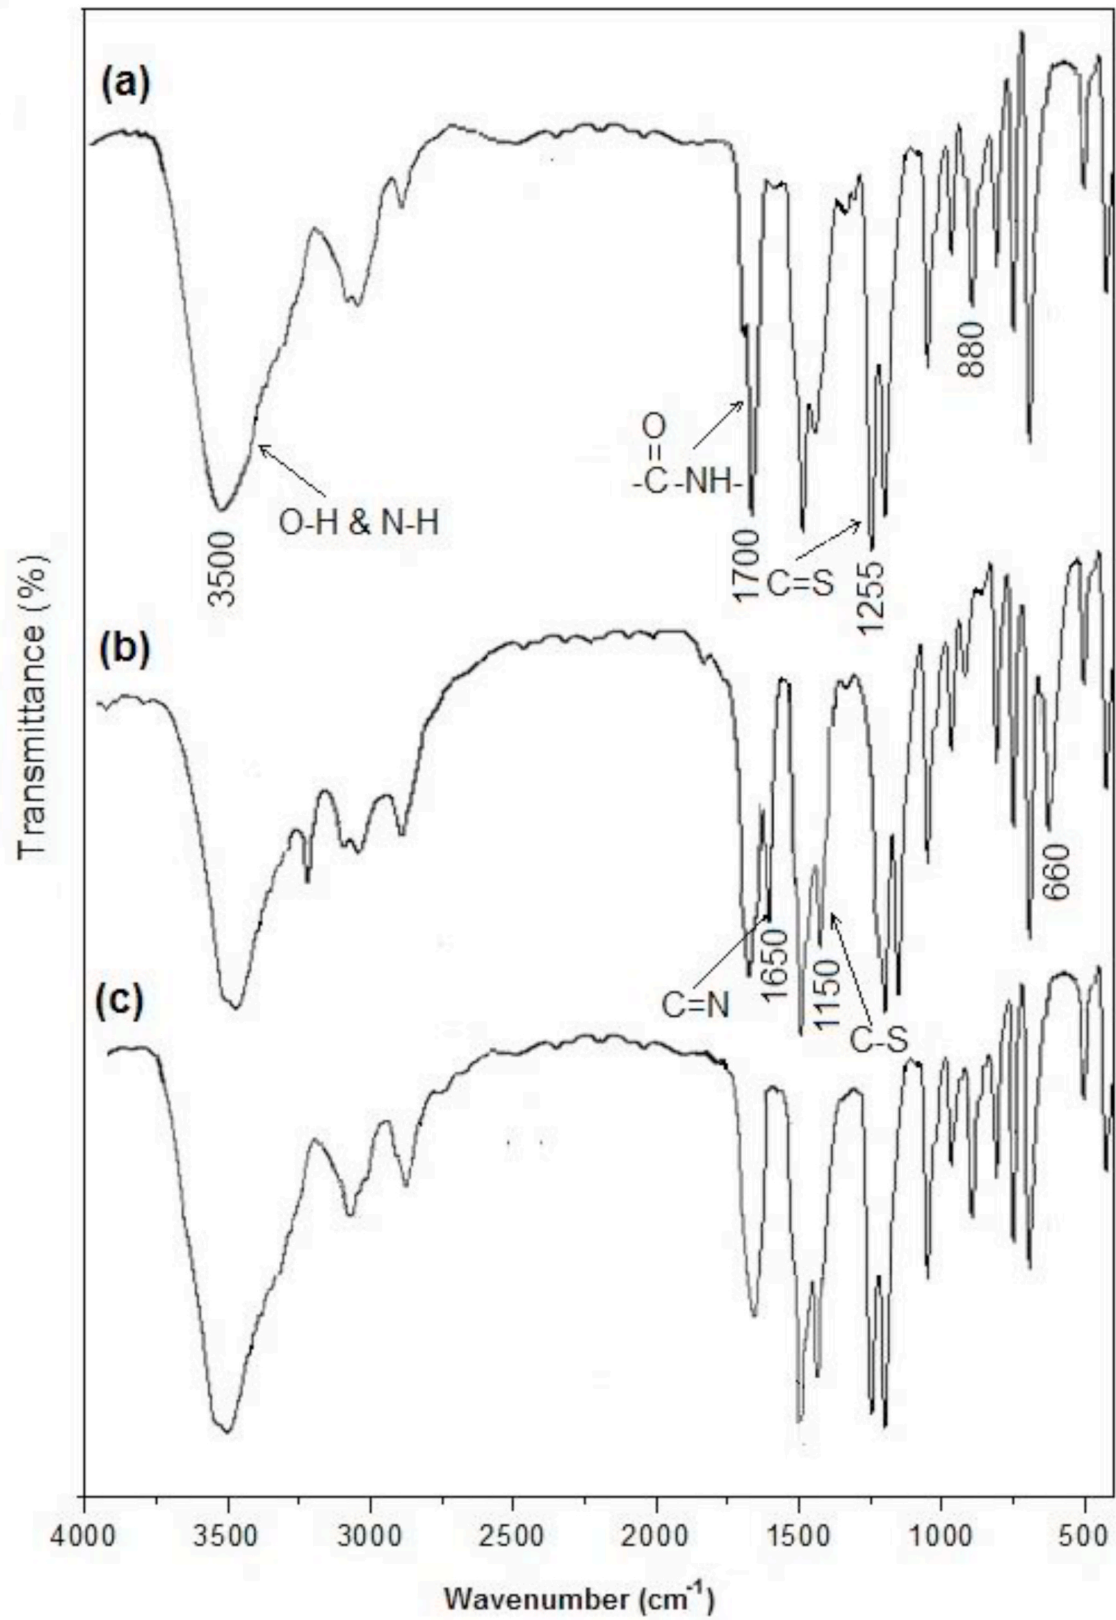 (a)
880
O
-C-NH-
O-H & N-H
3500
1700
C=S
1255
(b)
Transmittance (%)
660
1650
1150
C=N
C-S
(c)
4000 3500 3000 2500 2000 1500 1000 500
Wavenumber (cm-1)